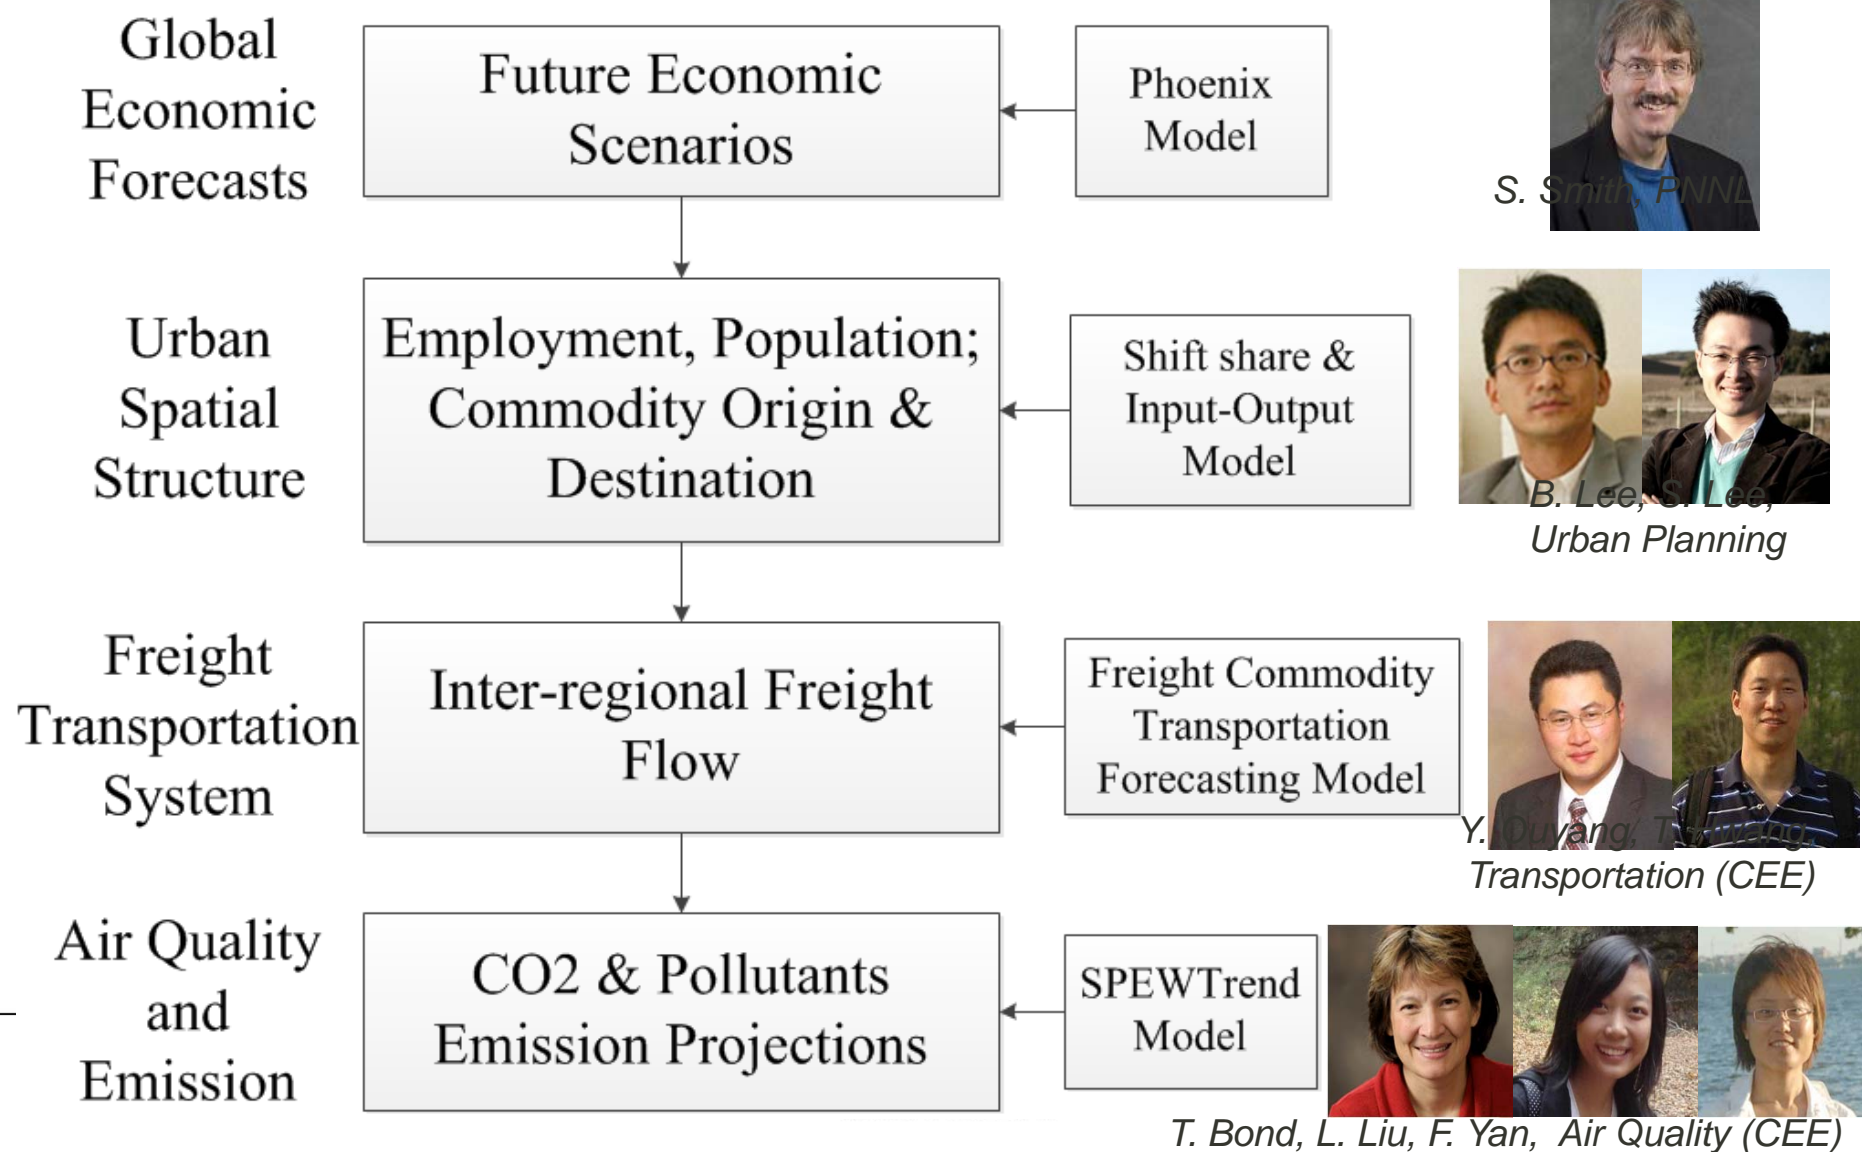 Global
Economic
Forecasts
Future Economic
Scenarios
Phoenix
Model
S. Smith, PNNL
Urban
Spatial
Structure
Employment, Population;
Commodity Origin &
Destination
Shift share &
Input-Output
Model
B. Lee, S. Lee,
Urban Planning
Freight
Transportation
System
Inter-regional Freight
Flow
Freight Commodity
Transportation
Forecasting Model
Y. Ouyang, T. Hwang,
Transportation (CEE)
Air Quality
and
Emission
CO2 & Pollutants
Emission Projections
SPEWTrend
Model
T. Bond, L. Liu, F. Yan, Air Quality (CEE)